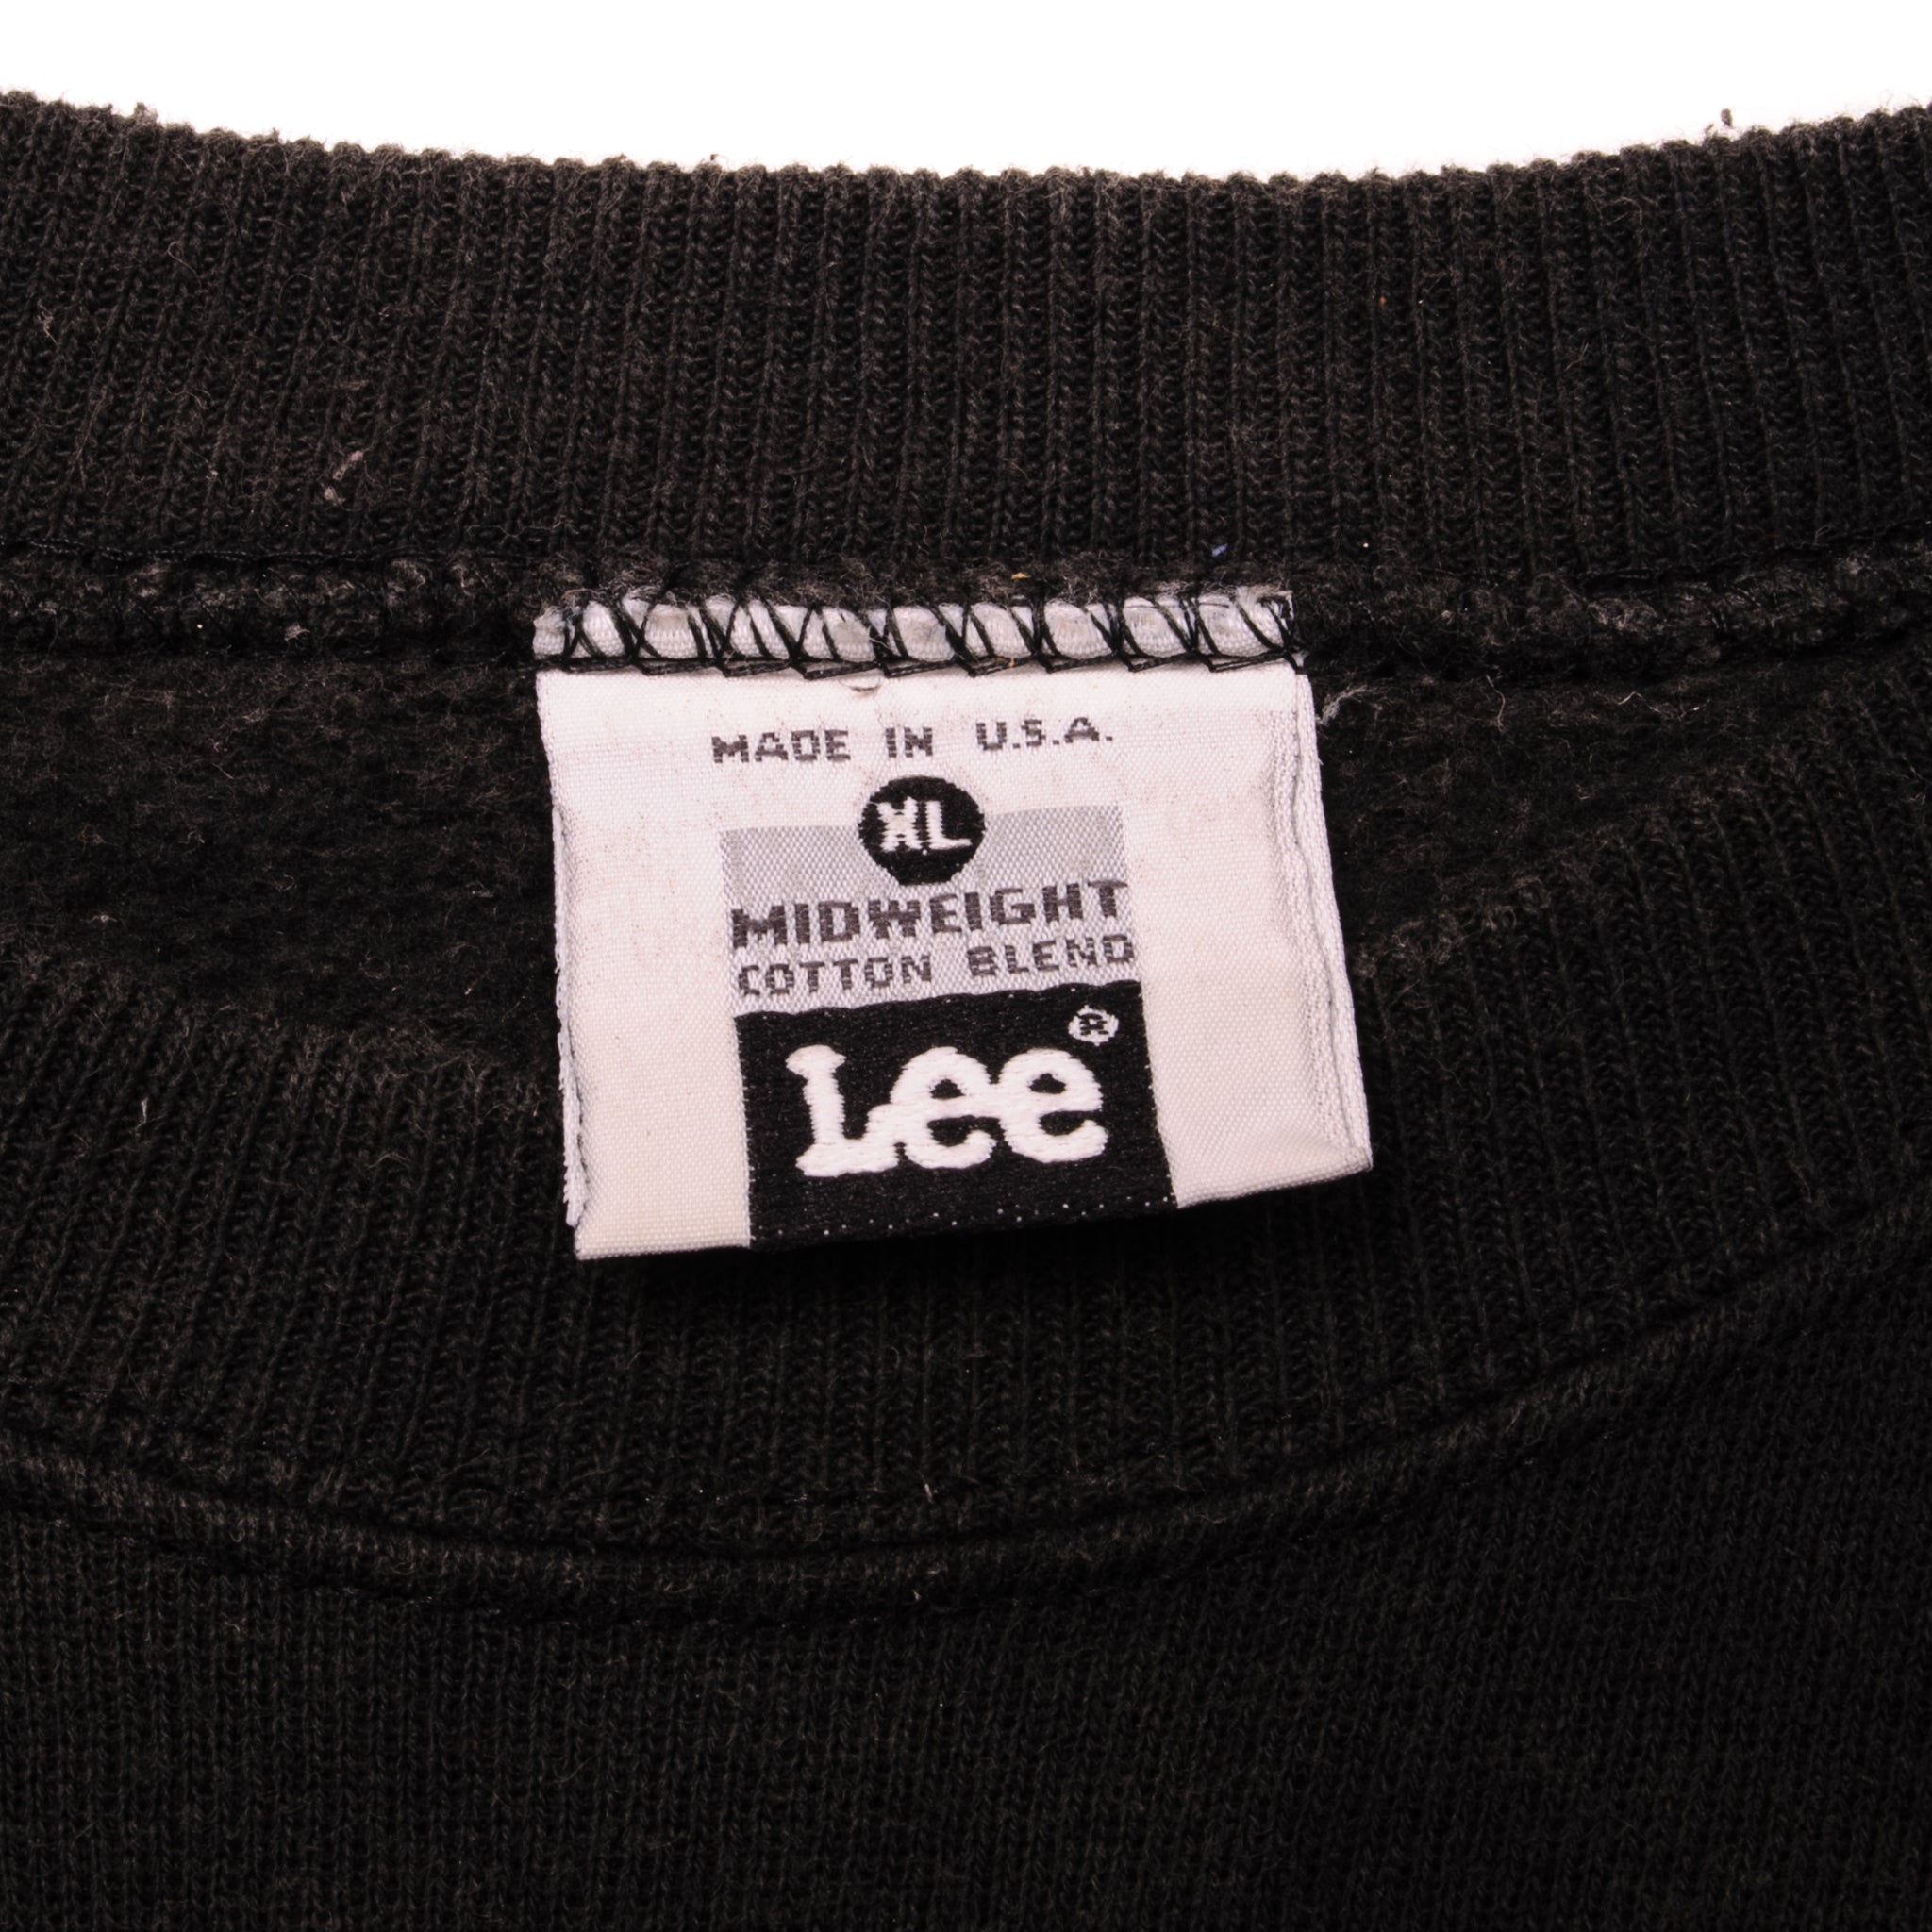 MADE IN U.S.A.
XL
MIDWEIGHT
COTTON BLEND
Lee®